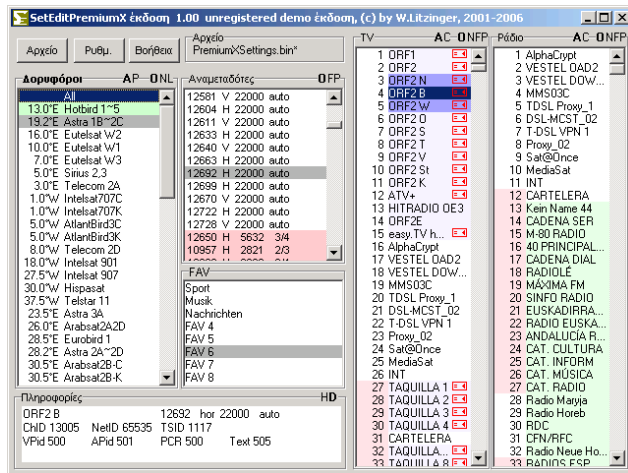 SetEditPremiumX έκδοση 1.00 unregistered demo έκδοση, (c) by W.Litzinger, 2001-2006
Αρχείο
Ρυθμ.
Βοήθεια
Αρχείο
PremiumXSettings.bin*
Δορυφόροι AP-ONL
All
13.0°E Hotbird 1~5
19.2°E Astra 1B~2C
16.0°E Eutelsat W2
10.0°E Eutelsat W1
7.0°E Eutelsat W3
5.0°E Sirius 2,3
3.0°E Telecom 2A
1.0°W Intelsat707C
1.0°W Intelsat707K
5.0°W AtlantBird3C
5.0°W AtlantBird3K
8.0°W Telecom 2D
18.0°W Intelsat 901
27.5°W Intelsat 907
30.0°W Hispasat
37.5°W Telstar 11
23.5°E Astra 3A
26.0°E Arabsat2A2D
28.5°E Eurobird 1
28.2°E Astra 2A~2D
30.5°E Arabsat2B-C
30.5°E Arabsat2B-K
Αναμεταδότες OFP
12581 V 22000 auto
12604 H 22000 auto
12611 V 22000 auto
12633 H 22000 auto
12640 V 22000 auto
12663 H 22000 auto
12692 H 22000 auto
12699 H 22000 auto
12670 V 22000 auto
12722 H 22000 auto
12728 V 22000 auto
12650 H 5632 3/4
10957 H 2821 2/3
FAV
Sport
Musik
Nachrichten
FAV 4
FAV 5
FAV 6
FAV 7
FAV 8
Πληροφορίες HD-
ORF2 B 12692 hor 22000 auto
ChID 13005 NetID 65535 TSID 1117
VPid 500 APid 501 PCR 500 Text 505
TV AC-ONFP
1 ORF1
2 ORF2
3 ORF2 N
4 ORF2 B
5 ORF2 W
6 ORF2 O
7 ORF2 S
8 ORF2 T
9 ORF2 V
10 ORF2 St
11 ORF2 K
12 ATV+
13 HITRADIO OE3
14 ORF2E
15 easy.TV h...
16 AlphaCrypt
17 VESTEL OAD2
18 VESTEL DOW...
19 MMS03C
20 TDSL Proxy_1
21 DSL-MCST_02
22 T-DSL VPN 1
23 Proxy_02
24 Sat@Once
25 MediaSat
26 INT
27 TAQUILLA 1
28 TAQUILLA 2
29 TAQUILLA 3
30 TAQUILLA 4
31 CARTELERA
32 TAQUILLA...
33 TAQUILLA 8
Ράδιο AC-ONFP
1 AlphaCrypt
2 VESTEL OAD2
3 VESTEL DOW...
4 MMS03C
5 TDSL Proxy_1
6 DSL-MCST_02
7 T-DSL VPN 1
8 Proxy_02
9 Sat@Once
10 MediaSat
11 INT
12 CARTELERA
13 Kein Name 44
14 CADENA SER
15 M-80 RADIO
16 40 PRINCIPAL...
17 CADENA DIAL
18 RADIOLÉ
19 MÁXIMA FM
20 SINFO RADIO
21 EUSKADIRRA...
22 RADIO EUSKA...
23 ANDALUCÍA R...
24 CAT. CULTURA
25 CAT. INFORM
26 CAT. MÚSICA
27 CAT. RADIO
28 Radio Maryja
29 Radio Horeb
30 RDC
31 CFN/RFC
32 Radio Neue Ho...
33 RADIOS ESP